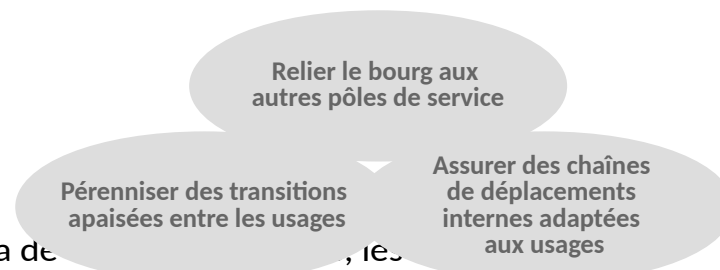 Relier le bourg aux
autres pôles de service
Pérenniser des transitions
apaisées entre les usages
Assurer des chaînes
de déplacements
internes adaptées
aux usages